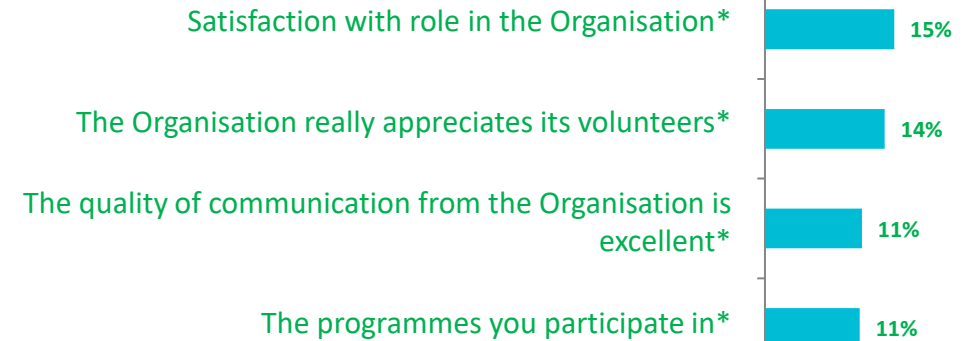 Satisfaction with role in the Organisation*
15%
The Organisation really appreciates its volunteers*
14%
The quality of communication from the Organisation is
excellent*
11%
The programmes you participate in*
11%